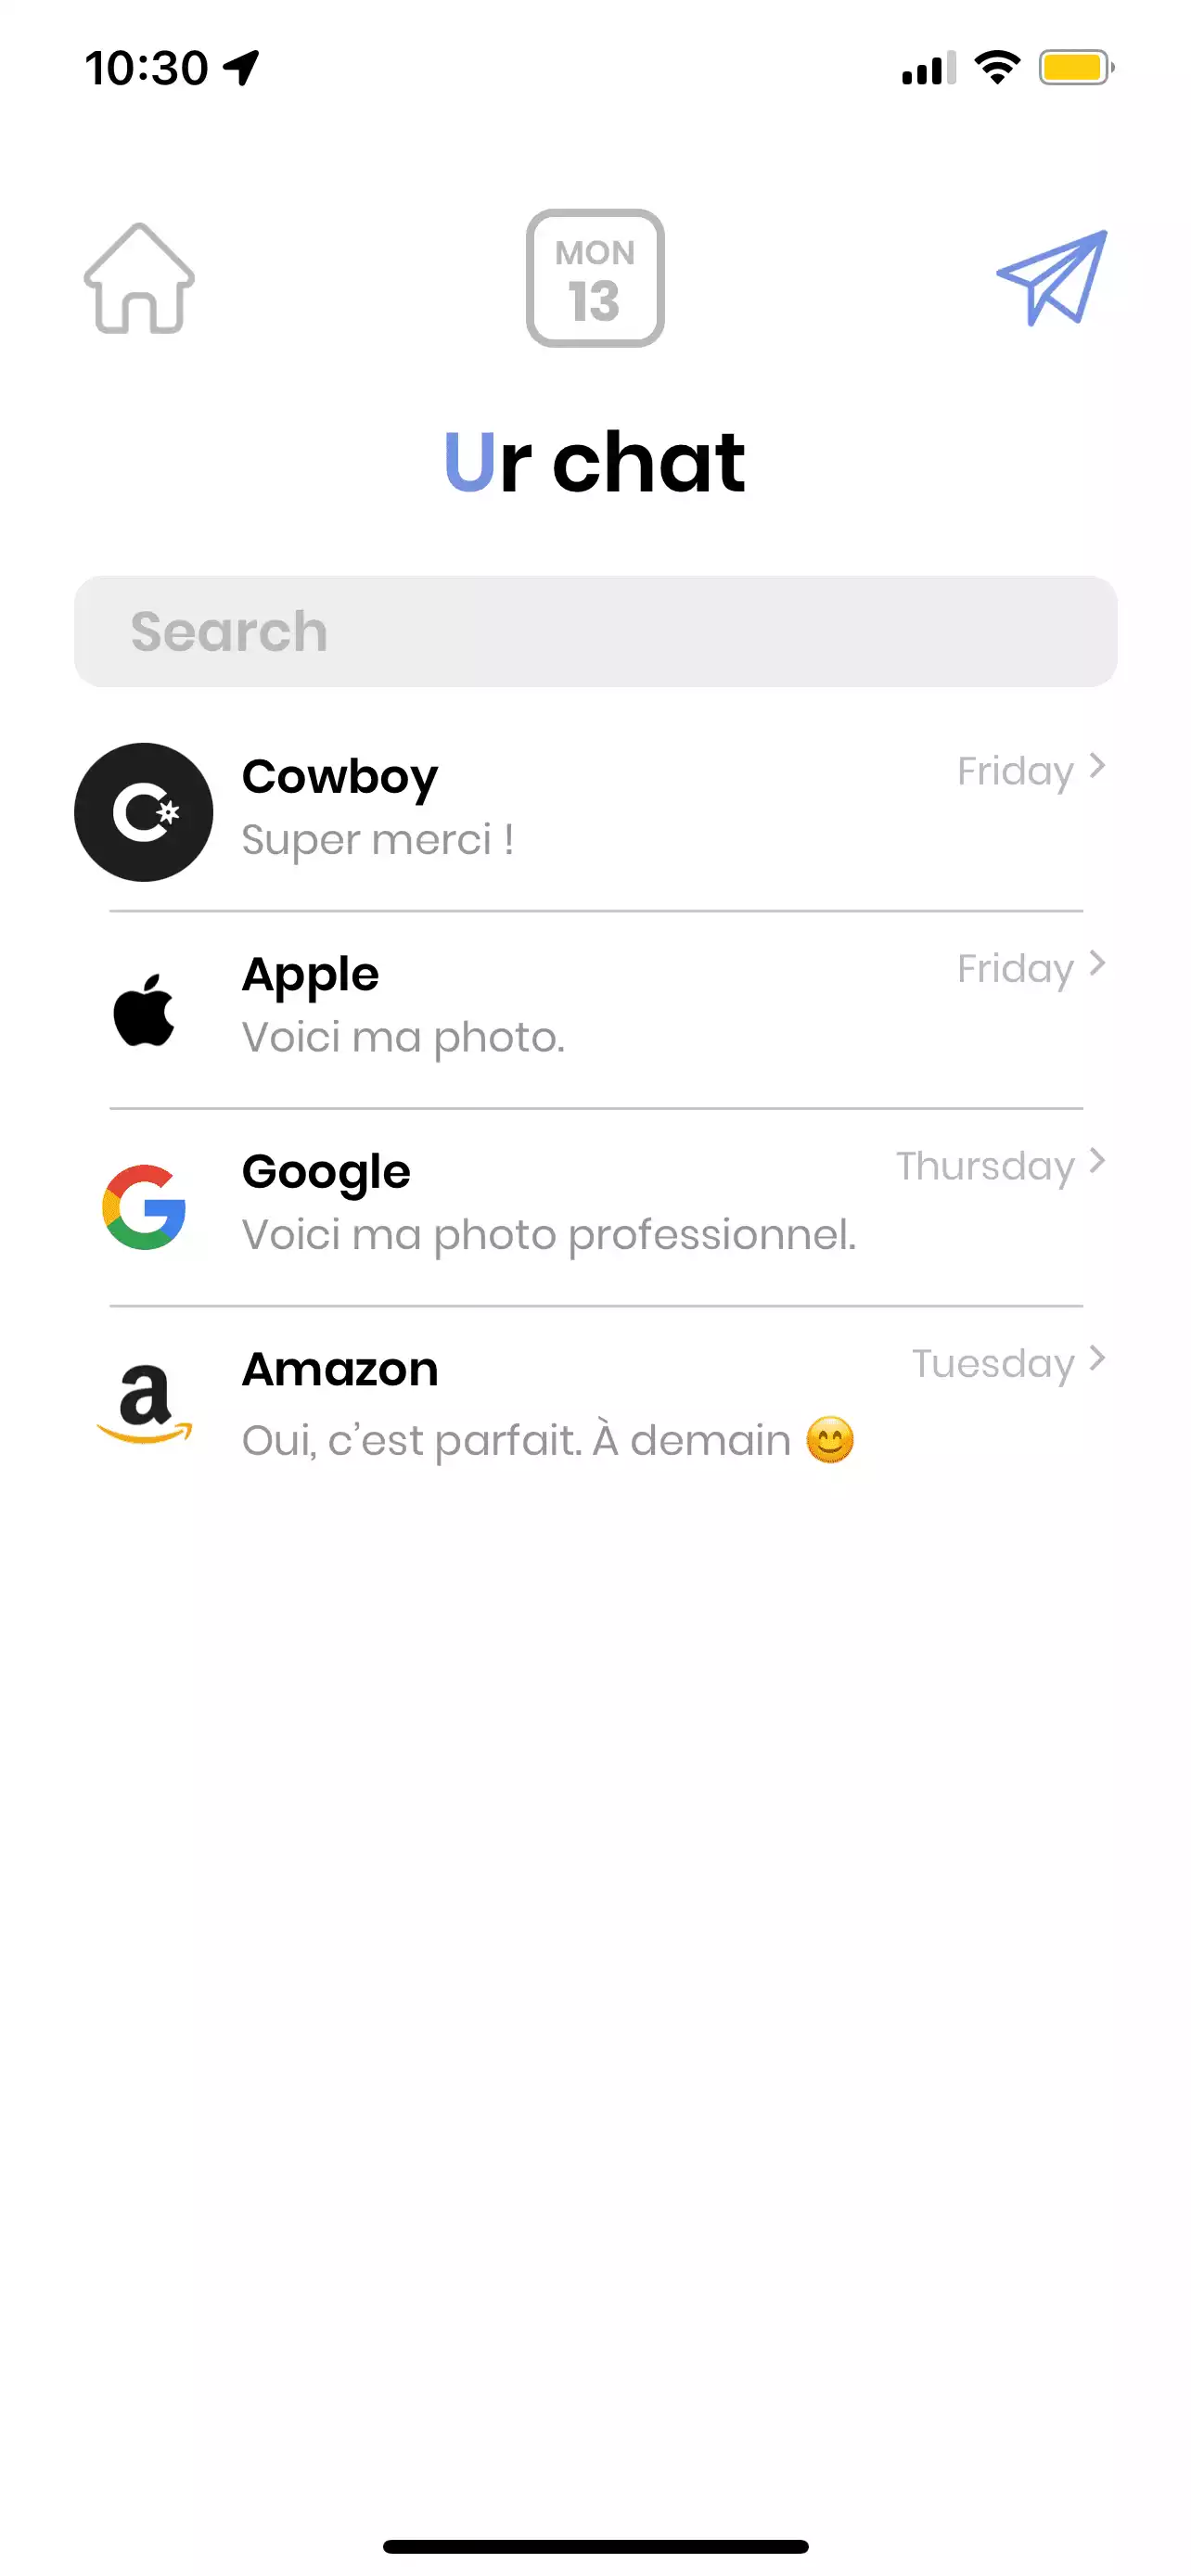 10:30
MON
13
Ur chat
Search
Cowboy
Friday
Super merci !
Apple
Friday
Voici ma photo.
Google
Thursday
Voici ma photo professionnel.
Amazon
Tuesday
Oui, c’est parfait. À demain 😊